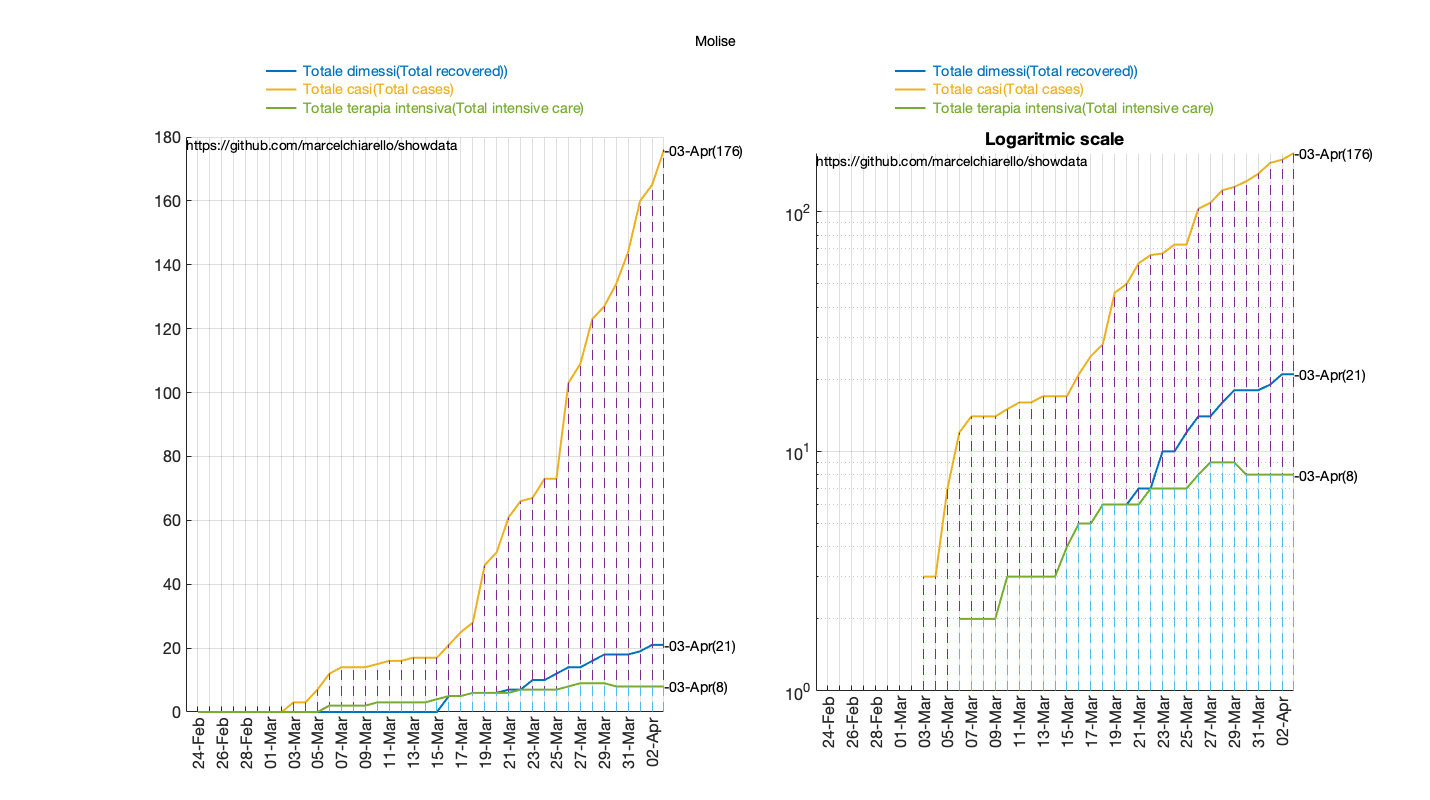 Molise
Totale dimessi(Total recovered))
Totale casi(Total cases)
Totale terapia intensiva(Total intensive care)
https://github.com/marcelchiarello/showdata
180
160
140
120
100
80
60
40
20
0
-03-Apr(176)
-03-Apr(21)
-03-Apr(8)
24-Feb
26-Feb
28-Feb
01-Mar
03-Mar
05-Mar
07-Mar
09-Mar
11-Mar
13-Mar
15-Mar
17-Mar
19-Mar
21-Mar
23-Mar
25-Mar
27-Mar
29-Mar
31-Mar
02-Apr
Totale dimessi(Total recovered))
Totale casi(Total cases)
Totale terapia intensiva(Total intensive care)
Logaritmic scale
https://github.com/marcelchiarello/showdata
10²
10¹
10⁰
-03-Apr(176)
-03-Apr(21)
-03-Apr(8)
24-Feb
26-Feb
28-Feb
01-Mar
03-Mar
05-Mar
07-Mar
09-Mar
11-Mar
13-Mar
15-Mar
17-Mar
19-Mar
21-Mar
23-Mar
25-Mar
27-Mar
29-Mar
31-Mar
02-Apr